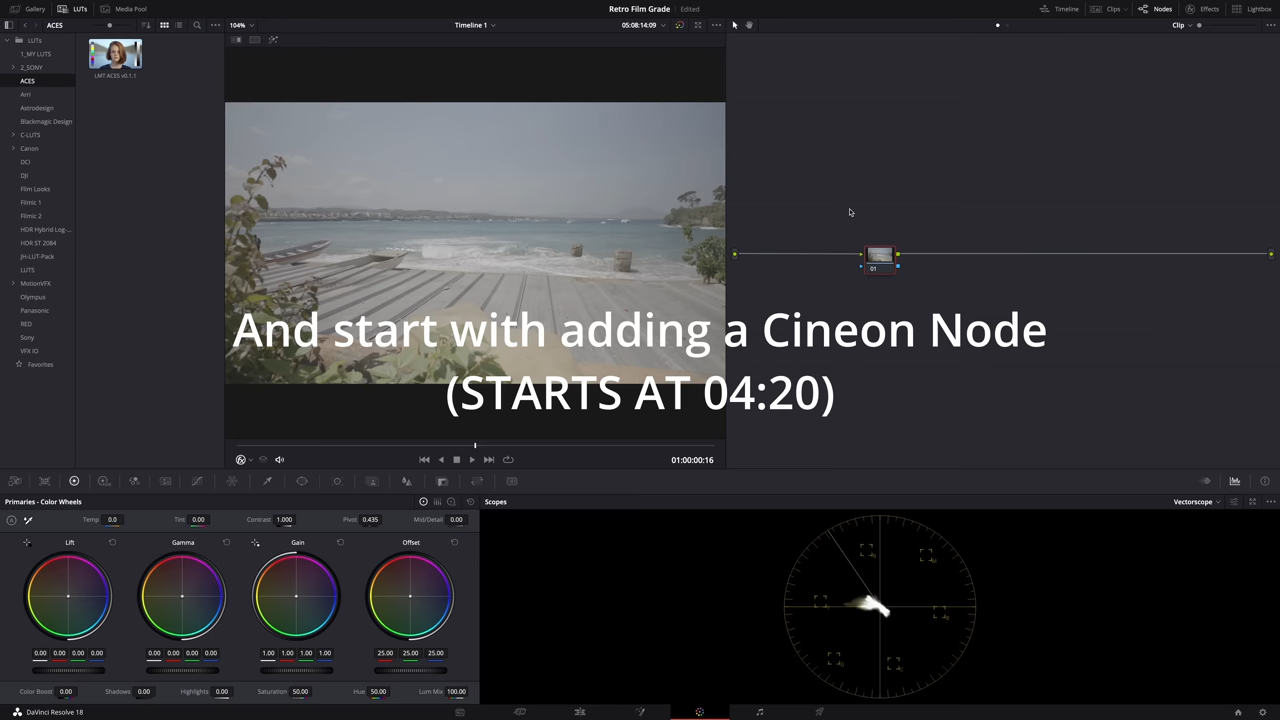 Gallery LUTs Media Pool Retro Film Grade Edited Timeline Clips Nodes Effects Lightbox
ACES 104% Timeline 1 05:08:14:09 Clip
LUTs
1_MY LUTS
2_SONY
ACES
Arri
Astrodesign
Blackmagic Design
C-LUTS
Canon
DCI
DJI
Film Looks
Filmic 1
Filmic 2
HDR Hybrid Log-...
HDR ST 2084
JH-LUT-Pack
LUTS
MotionVFX
Olympus
Panasonic
RED
Sony
VFX IO
Favorites
LMT ACES v0.1.1
01
And start with adding a Cineon Node
(STARTS AT 04:20)
01:00:00:16
Primaries - Color Wheels
Temp 0.0 Tint 0.00 Contrast 1.000 Pivot 0.435 Mid/Detail 0.00
Lift Gamma Gain Offset
0.00 0.00 0.00 0.00 0.00 0.00 0.00 0.00 1.00 1.00 1.00 1.00 25.00 25.00 25.00
Color Boost 0.00 Shadows 0.00 Highlights 0.00 Saturation 50.00 Hue 50.00 Lum Mix 100.00
Scopes Vectorscope
DaVinci Resolve 18